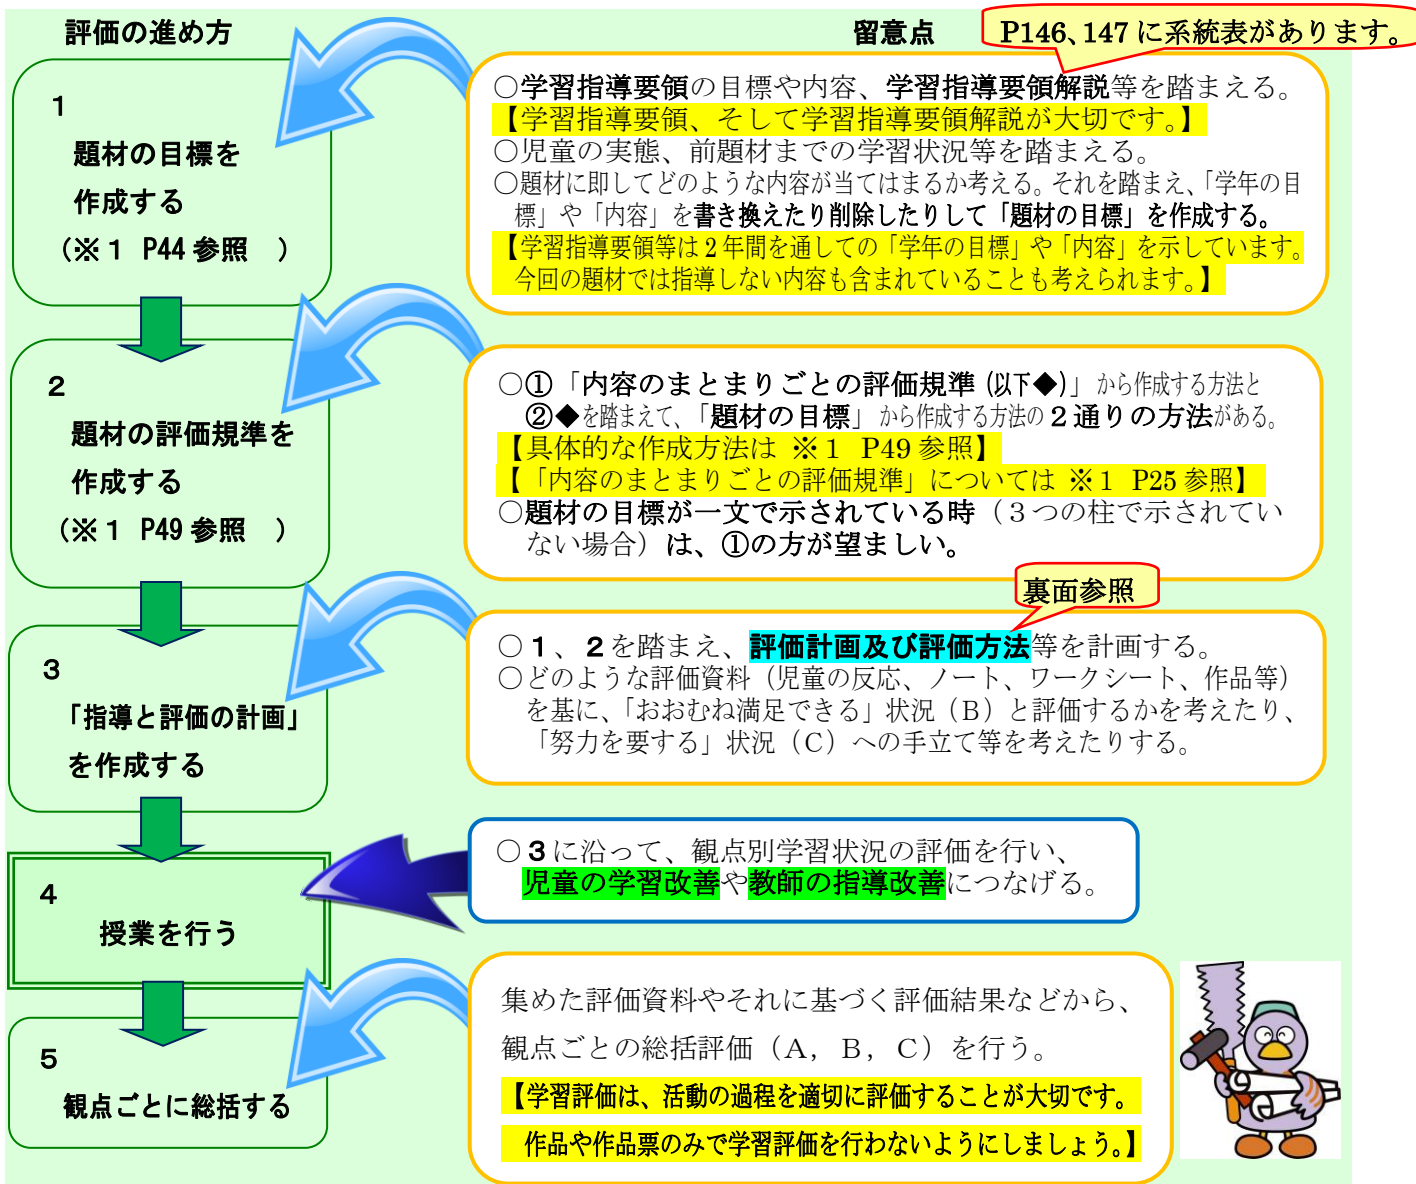 評価の進め方
留意点
P146、147 に系統表があります。
1
題材の目標を
作成する
(※１ P44 参照 )
○学習指導要領の目標や内容、学習指導要領解説等を踏まえる。
【学習指導要領、そして学習指導要領解説が大切です。】
○児童の実態、前題材までの学習状況等を踏まえる。
○題材に即してどのような内容が当てはまるか考える。それを踏まえ、「学年の目
標」や「内容」を書き換えたり削除したりして「題材の目標」を作成する。
【学習指導要領等は 2 年間を通しての「学年の目標」や「内容」を示しています。
今回の題材では指導しない内容も含まれていることも考えられます。】
2
題材の評価規準を
作成する
(※１ P49 参照 )
○①「内容のまとまりごとの評価規準 (以下◆)」から作成する方法と
②◆を踏まえて、「題材の目標」から作成する方法の２通りの方法がある。
【具体的な作成方法は ※１ P49 参照】
【「内容のまとまりごとの評価規準」については ※１ P25 参照】
○題材の目標が一文で示されている時（３つの柱で示されてい
ない場合）は、①の方が望ましい。
裏面参照
3
「指導と評価の計画」
を作成する
○１、２を踏まえ、評価計画及び評価方法等を計画する。
○どのような評価資料（児童の反応、ノート、ワークシート、作品等）
を基に、「おおむね満足できる」状況（Ｂ）と評価するかを考えたり、
「努力を要する」状況（Ｃ）への手立て等を考えたりする。
4
授業を行う
○３に沿って、観点別学習状況の評価を行い、
児童の学習改善や教師の指導改善につなげる。
5
観点ごとに総括する
集めた評価資料やそれに基づく評価結果などから、
観点ごとの総括評価（Ａ，Ｂ，Ｃ）を行う。
【学習評価は、活動の過程を適切に評価することが大切です。
作品や作品票のみで学習評価を行わないようにしましょう。】